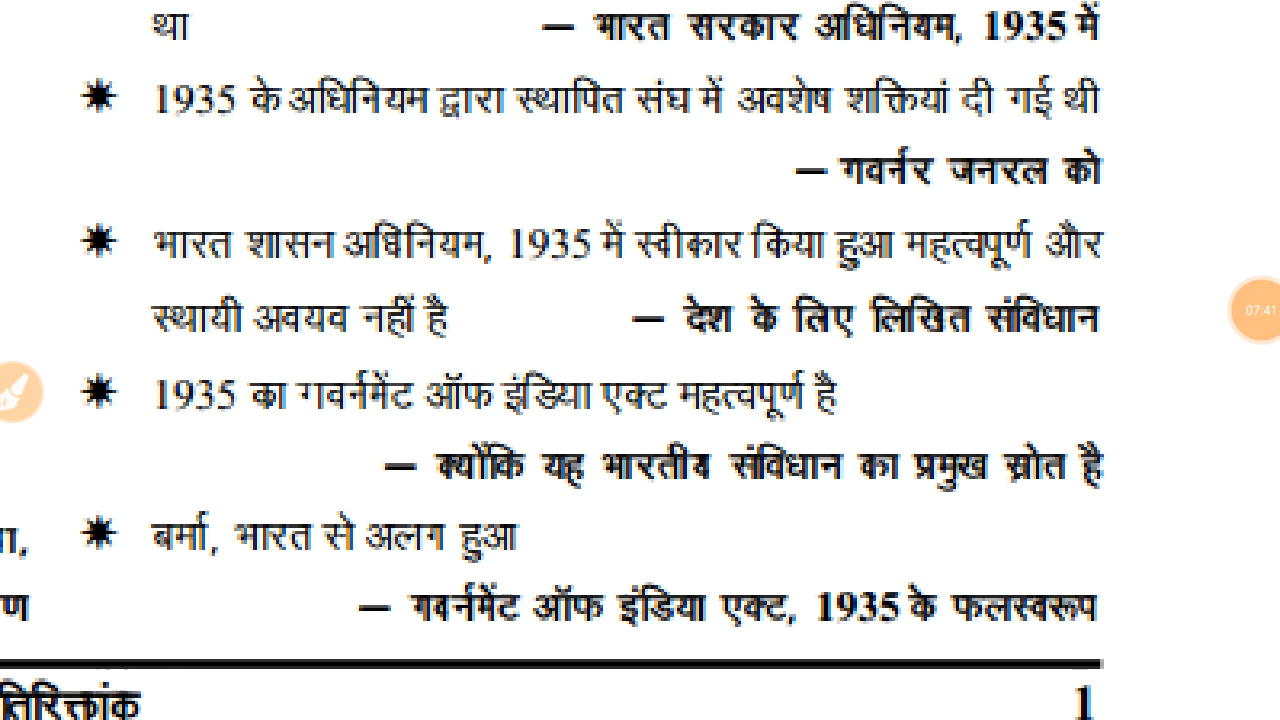 था — भारत सरकार अधिनियम, 1935 में
✷ 1935 के अधिनियम द्वारा स्थापित संघ में अवशेष शक्तियां दी गई थी
— गवर्नर जनरल को
✷ भारत शासन अधिनियम, 1935 में स्वीकार किया हुआ महत्वपूर्ण और
स्थायी अवयव नहीं है — देश के लिए लिखित संविधान
✷ 1935 का गवर्नमेंट ऑफ इंडिया एक्ट महत्वपूर्ण है
— क्योंकि यह भारतीय संविधान का प्रमुख स्रोत है
✷ बर्मा, भारत से अलग हुआ
— गवर्नमेंट ऑफ इंडिया एक्ट, 1935 के फलस्वरूप
1
07:41